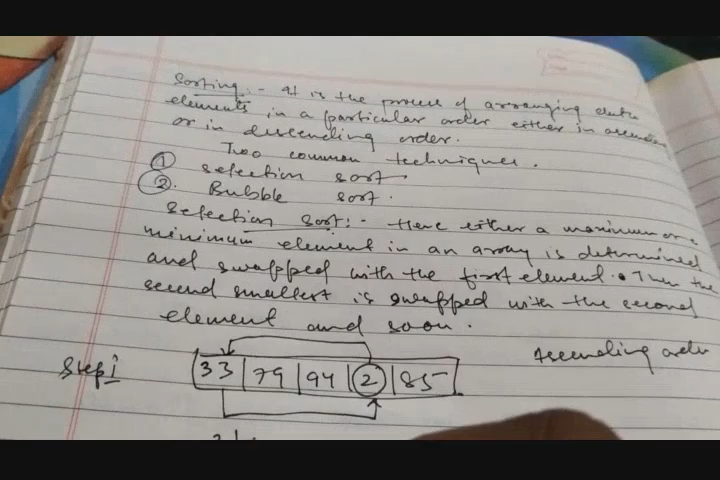 Sorting :- It is the process of arranging data
elements in a particular order either in ascending
or in descending order.
Two common techniques.
① Selection sort
②. Bubble sort.
Selection sort :- Here either a maximum or a
minimum element in an array is determined
and swapped with the first element. Then the
second smallest is swapped with the second
element and so on.
Ascending order
Step 1 33 79 94 2 85